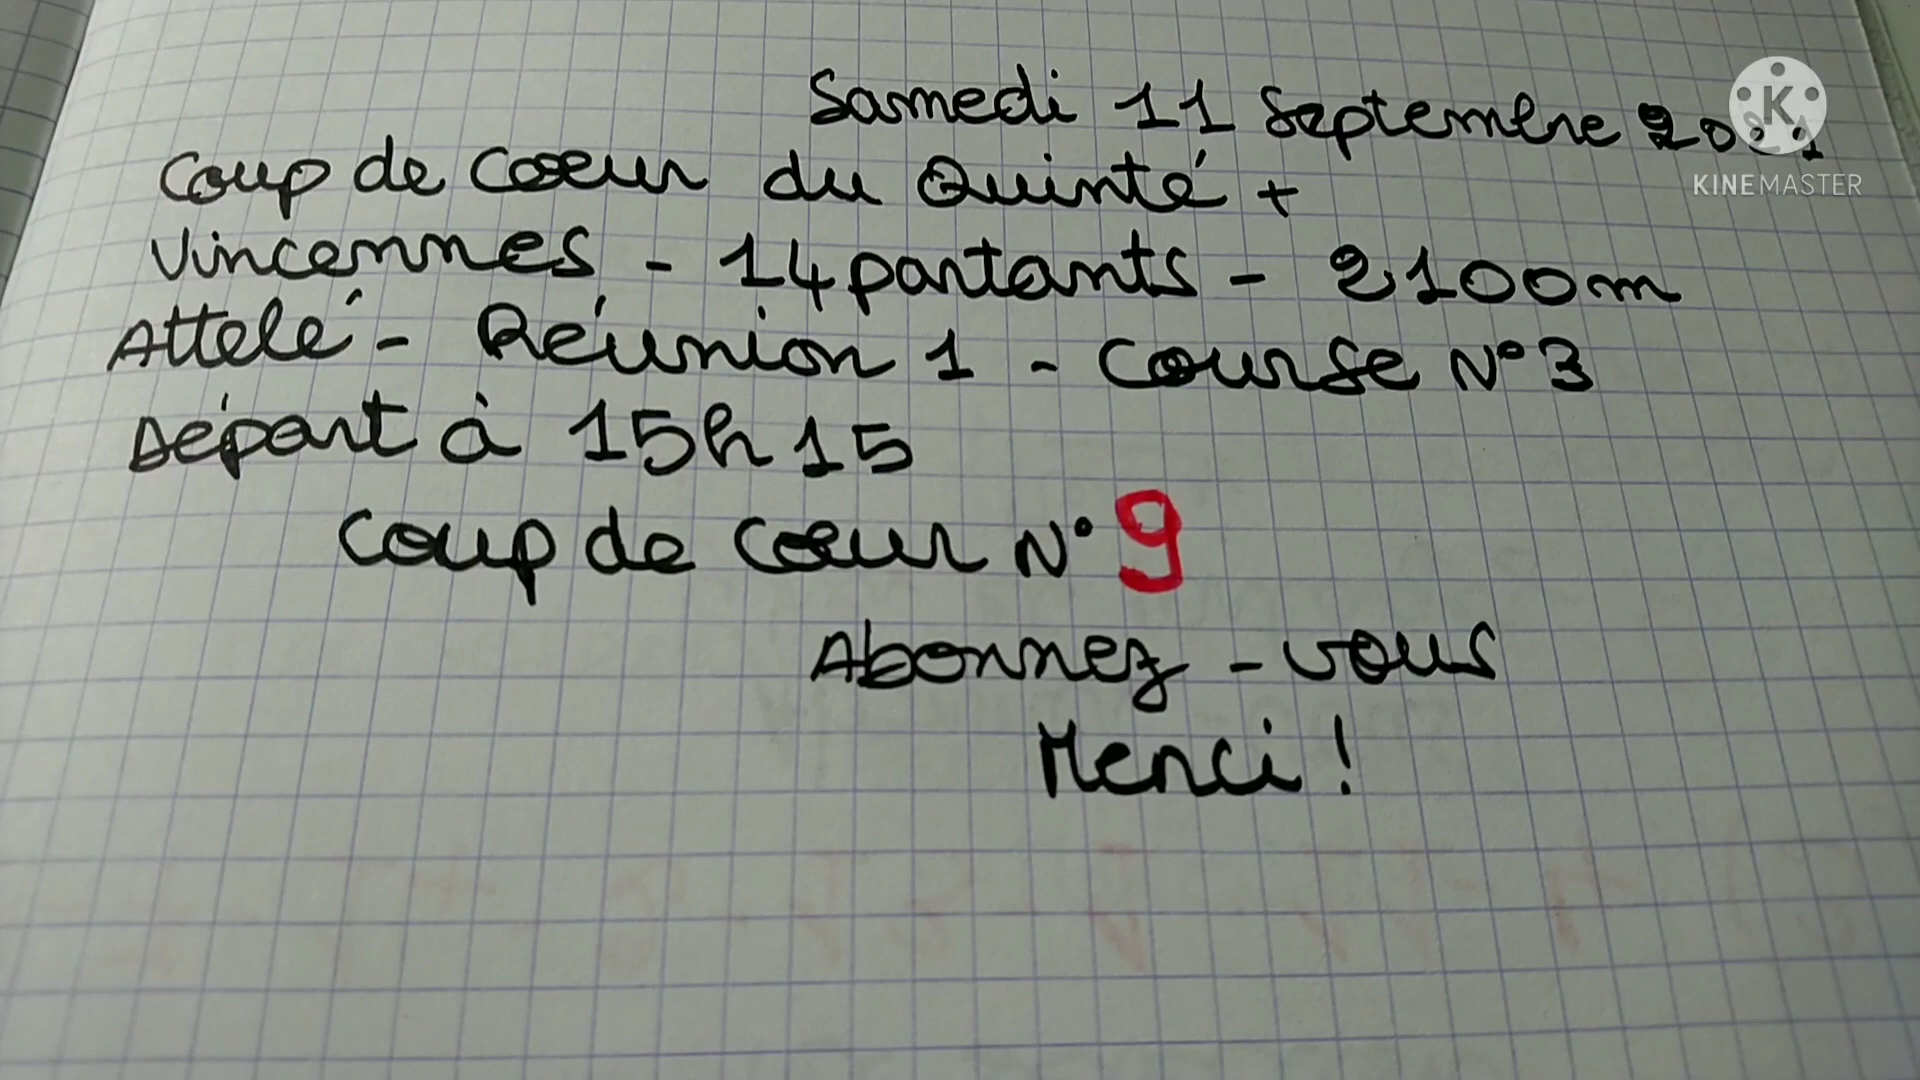 Samedi 11 Septembre 2021
Coup de Coeur du Quinté +
Vincennes - 14 partants - 2100m
Attelé - Réunion 1 - Course N° 3
Départ à 15h15
Coup de Cœur N° 9
Abonnez-vous
Merci !
K
KINEMASTER